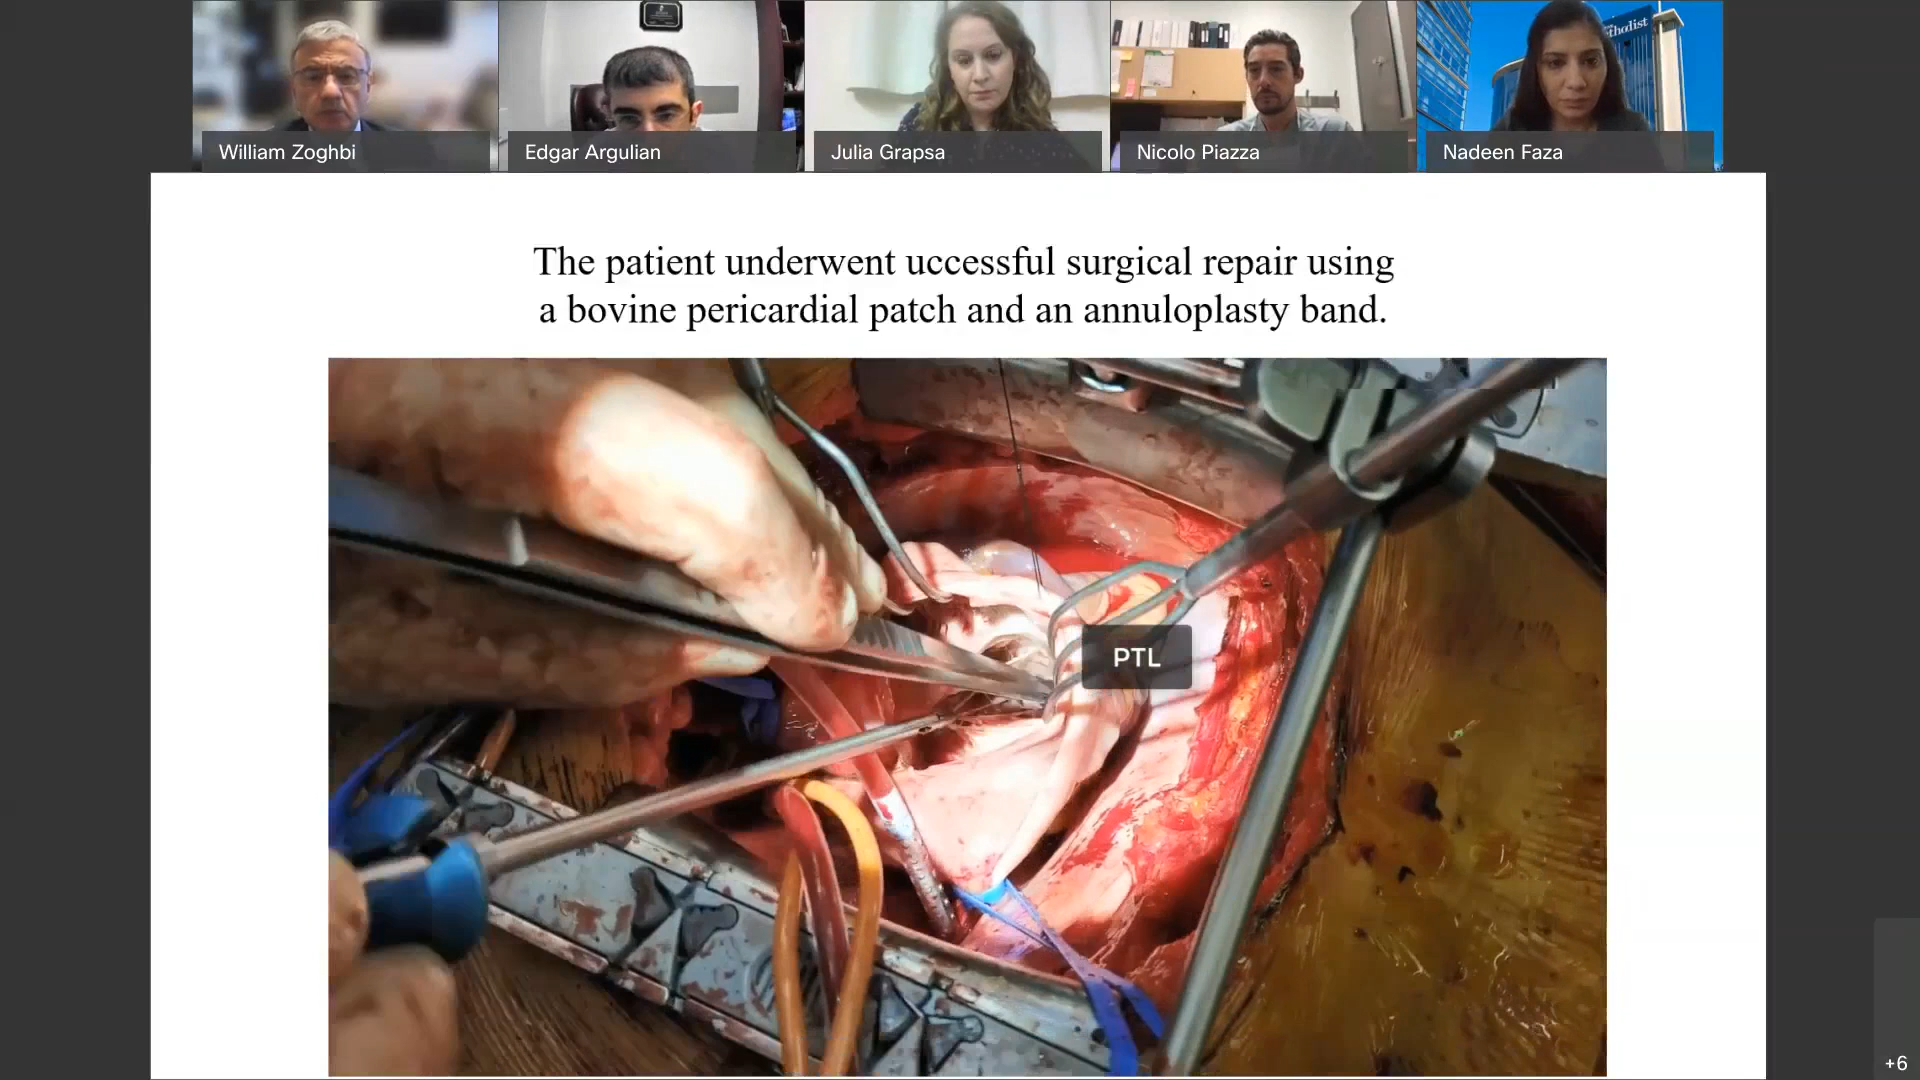 William Zoghbi
Edgar Argulian
Julia Grapsa
Nicolo Piazza
Nadeen Faza
thodist
The patient underwent uccessful surgical repair using
a bovine pericardial patch and an annuloplasty band.
PTL
+6